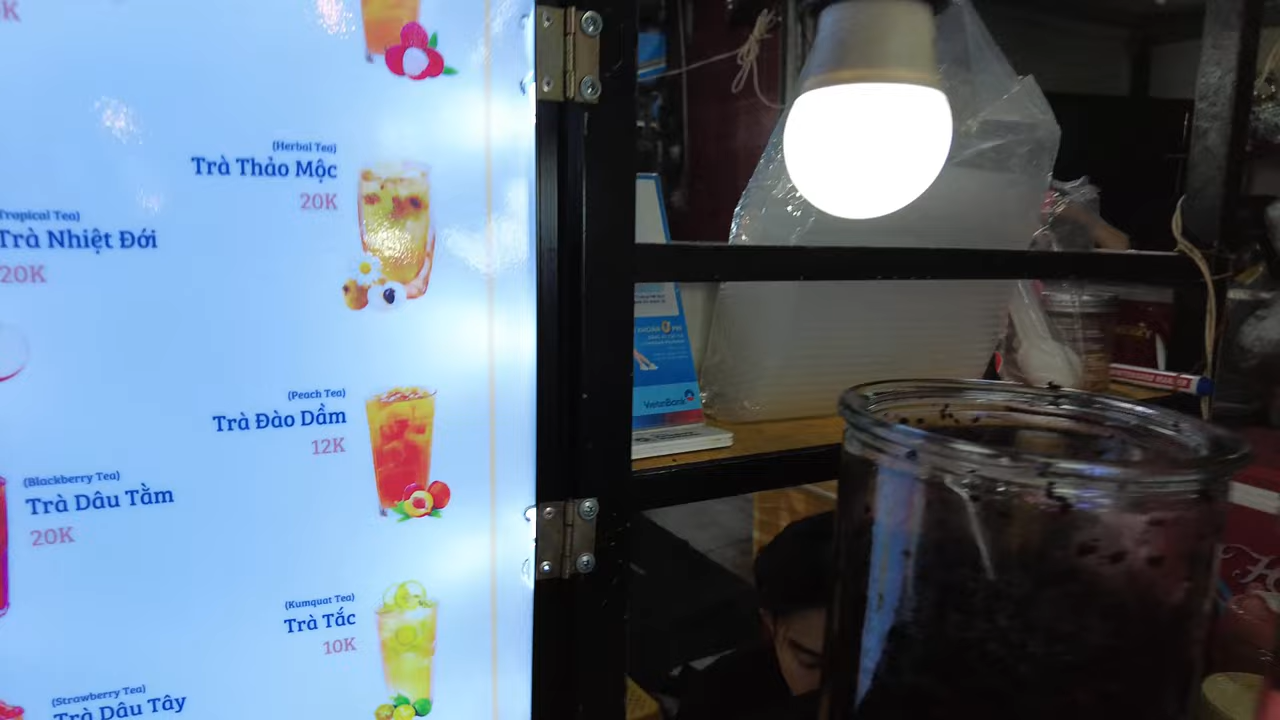 K
(Herbal Tea)
Trà Thảo Mộc
20K
Tropical Tea)
Trà Nhiệt Đới
20K
(Peach Tea)
Trà Đào Dầm
12K
(Blackberry Tea)
Trà Dâu Tằm
20K
(Kumquat Tea)
Trà Tắc
10K
(Strawberry Tea)
Trà Dâu Tây
VietinBank